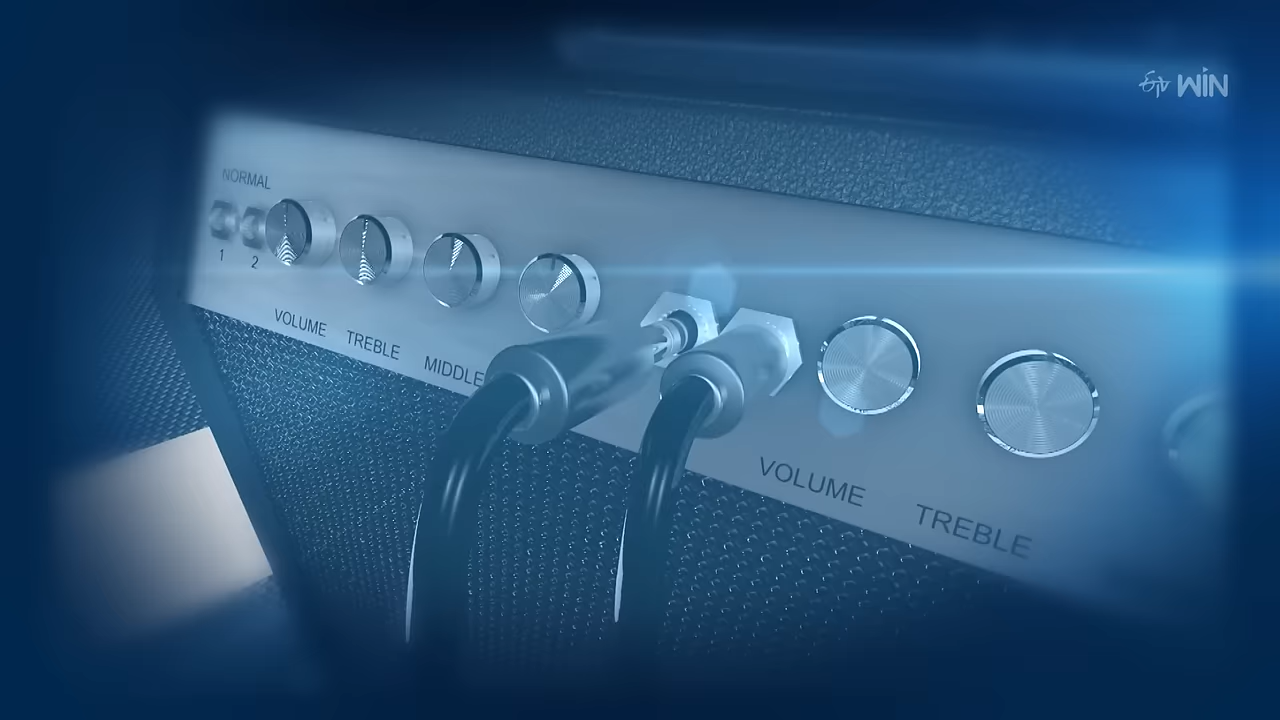 WIN
NORMAL
1 2
VOLUME TREBLE MIDDLE
VOLUME TREBLE